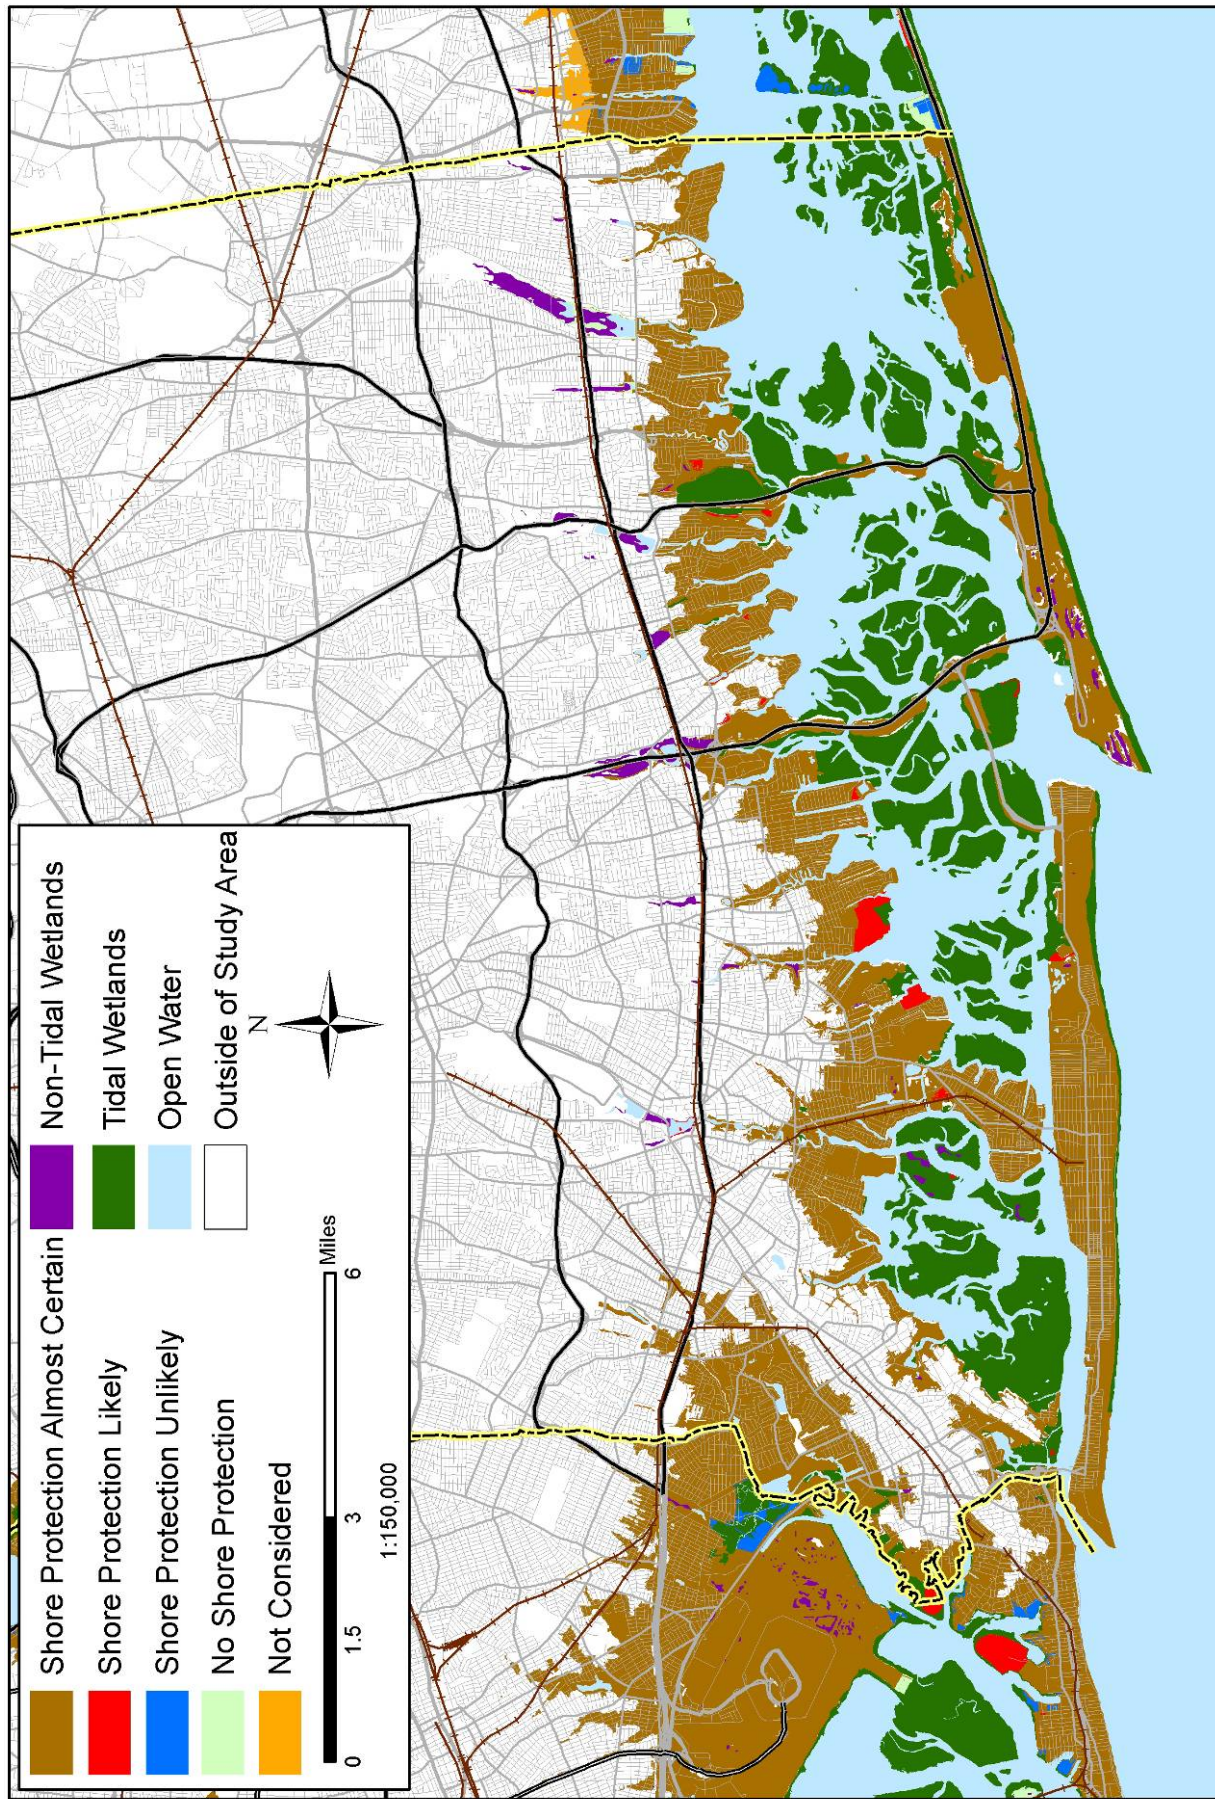 Shore Protection Almost Certain
Shore Protection Likely
Shore Protection Unlikely
No Shore Protection
Not Considered
Non-Tidal Wetlands
Tidal Wetlands
Open Water
Outside of Study Area
N
0 1.5 3 6
Miles
1:150,000